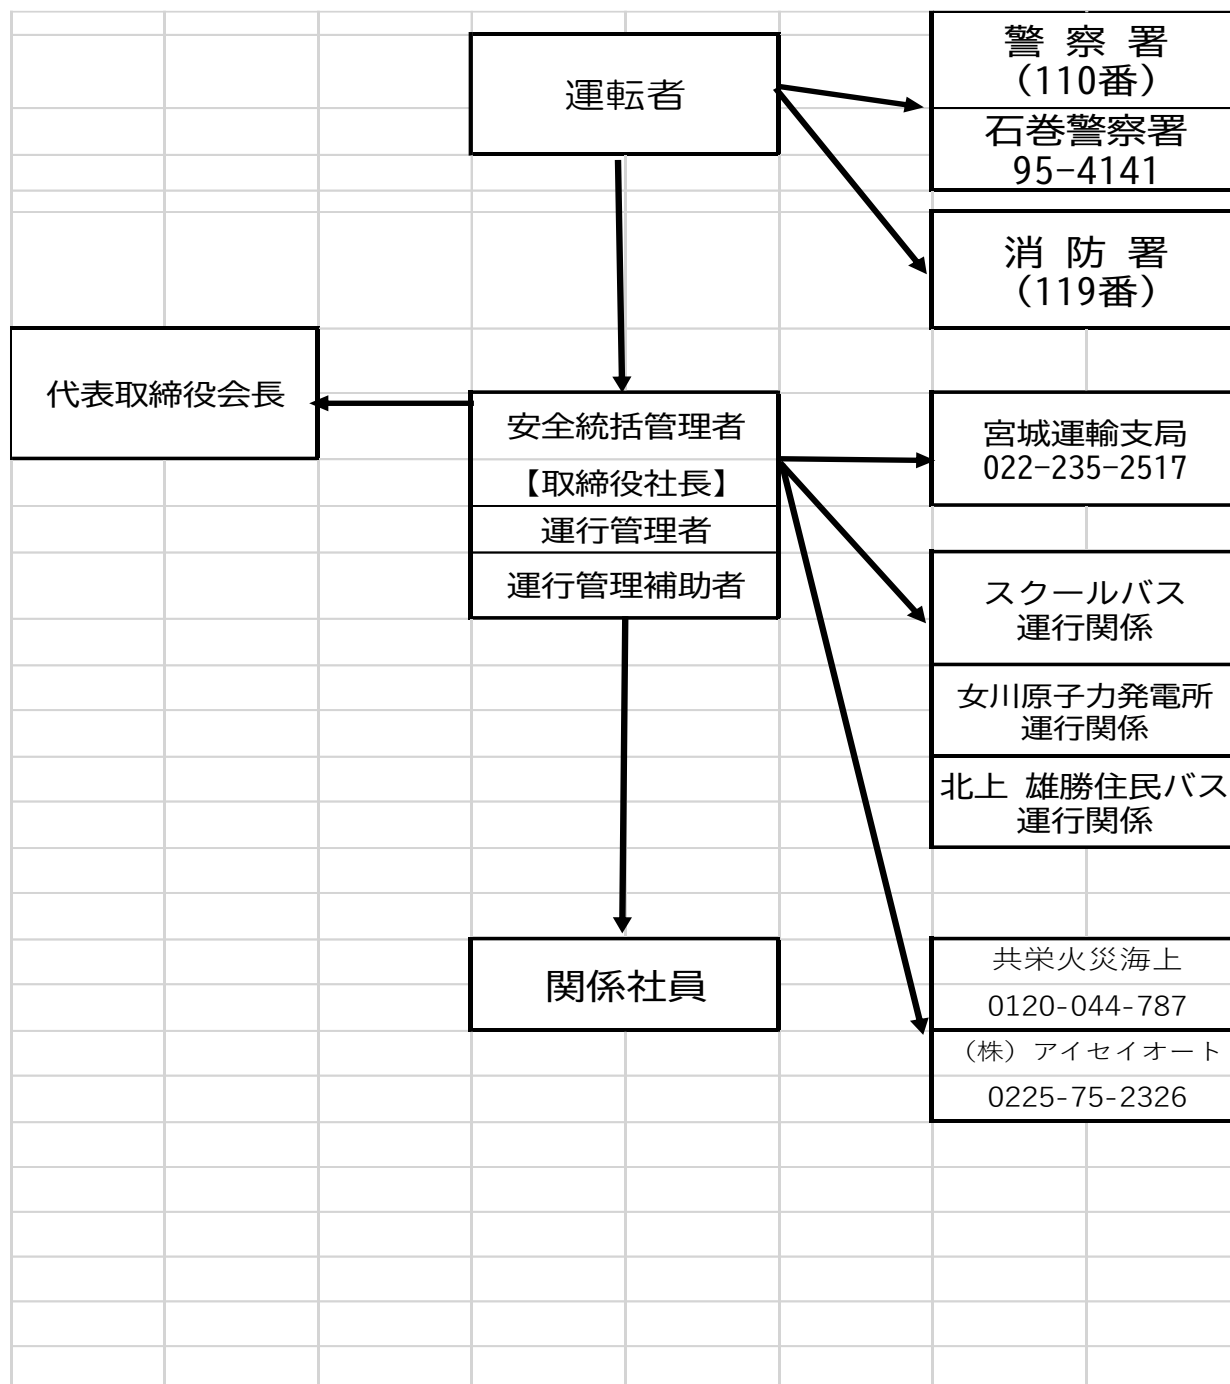 運転者
警 察 署
（110番）
石巻警察署
95−4141
消 防 署
（119番）
代表取締役会長
安全統括管理者
【取締役社長】
運行管理者
運行管理補助者
宮城運輸支局
022−235−2517
スクールバス
運行関係
女川原子力発電所
運行関係
北上 雄勝住民バス
運行関係
関係社員
共栄火災海上
0120-044-787
（株）アイセイオート
0225-75-2326